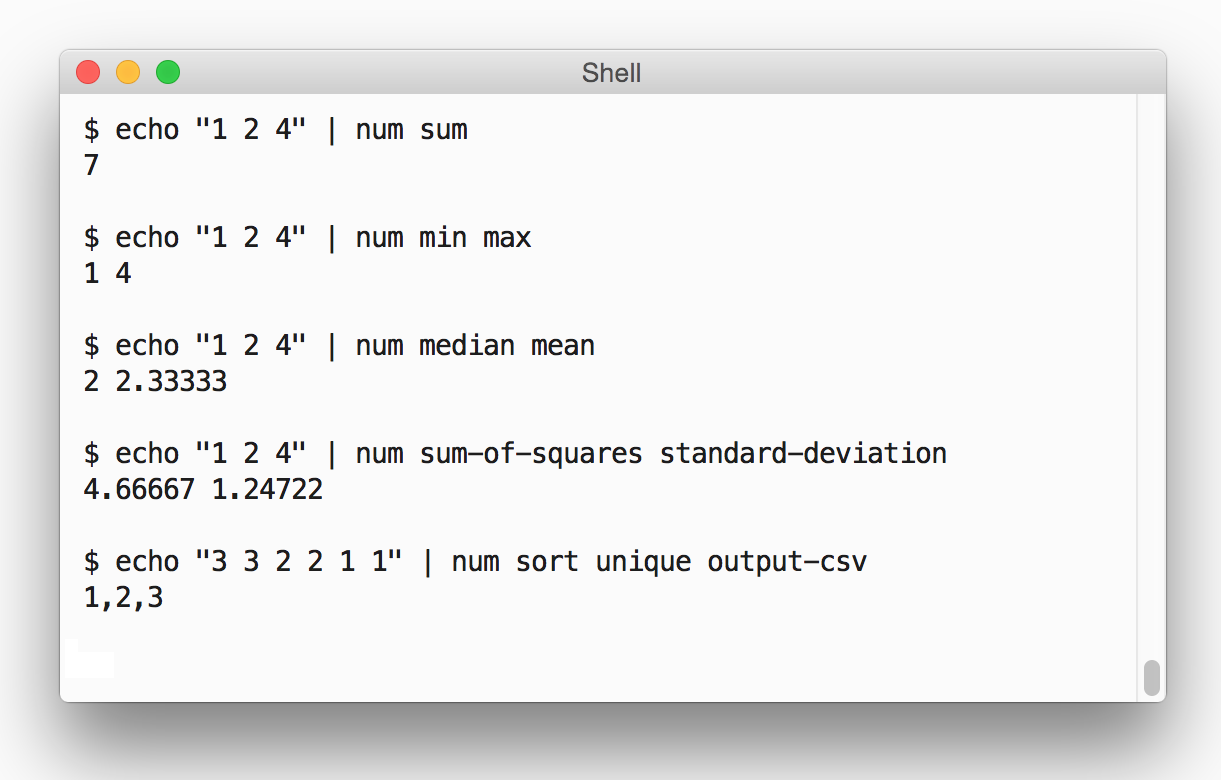 Shell
$ echo "1 2 4" | num sum
7
$ echo "1 2 4" | num min max
1 4
$ echo "1 2 4" | num median mean
2 2.33333
$ echo "1 2 4" | num sum-of-squares standard-deviation
4.66667 1.24722
$ echo "3 3 2 2 1 1" | num sort unique output-csv
1,2,3